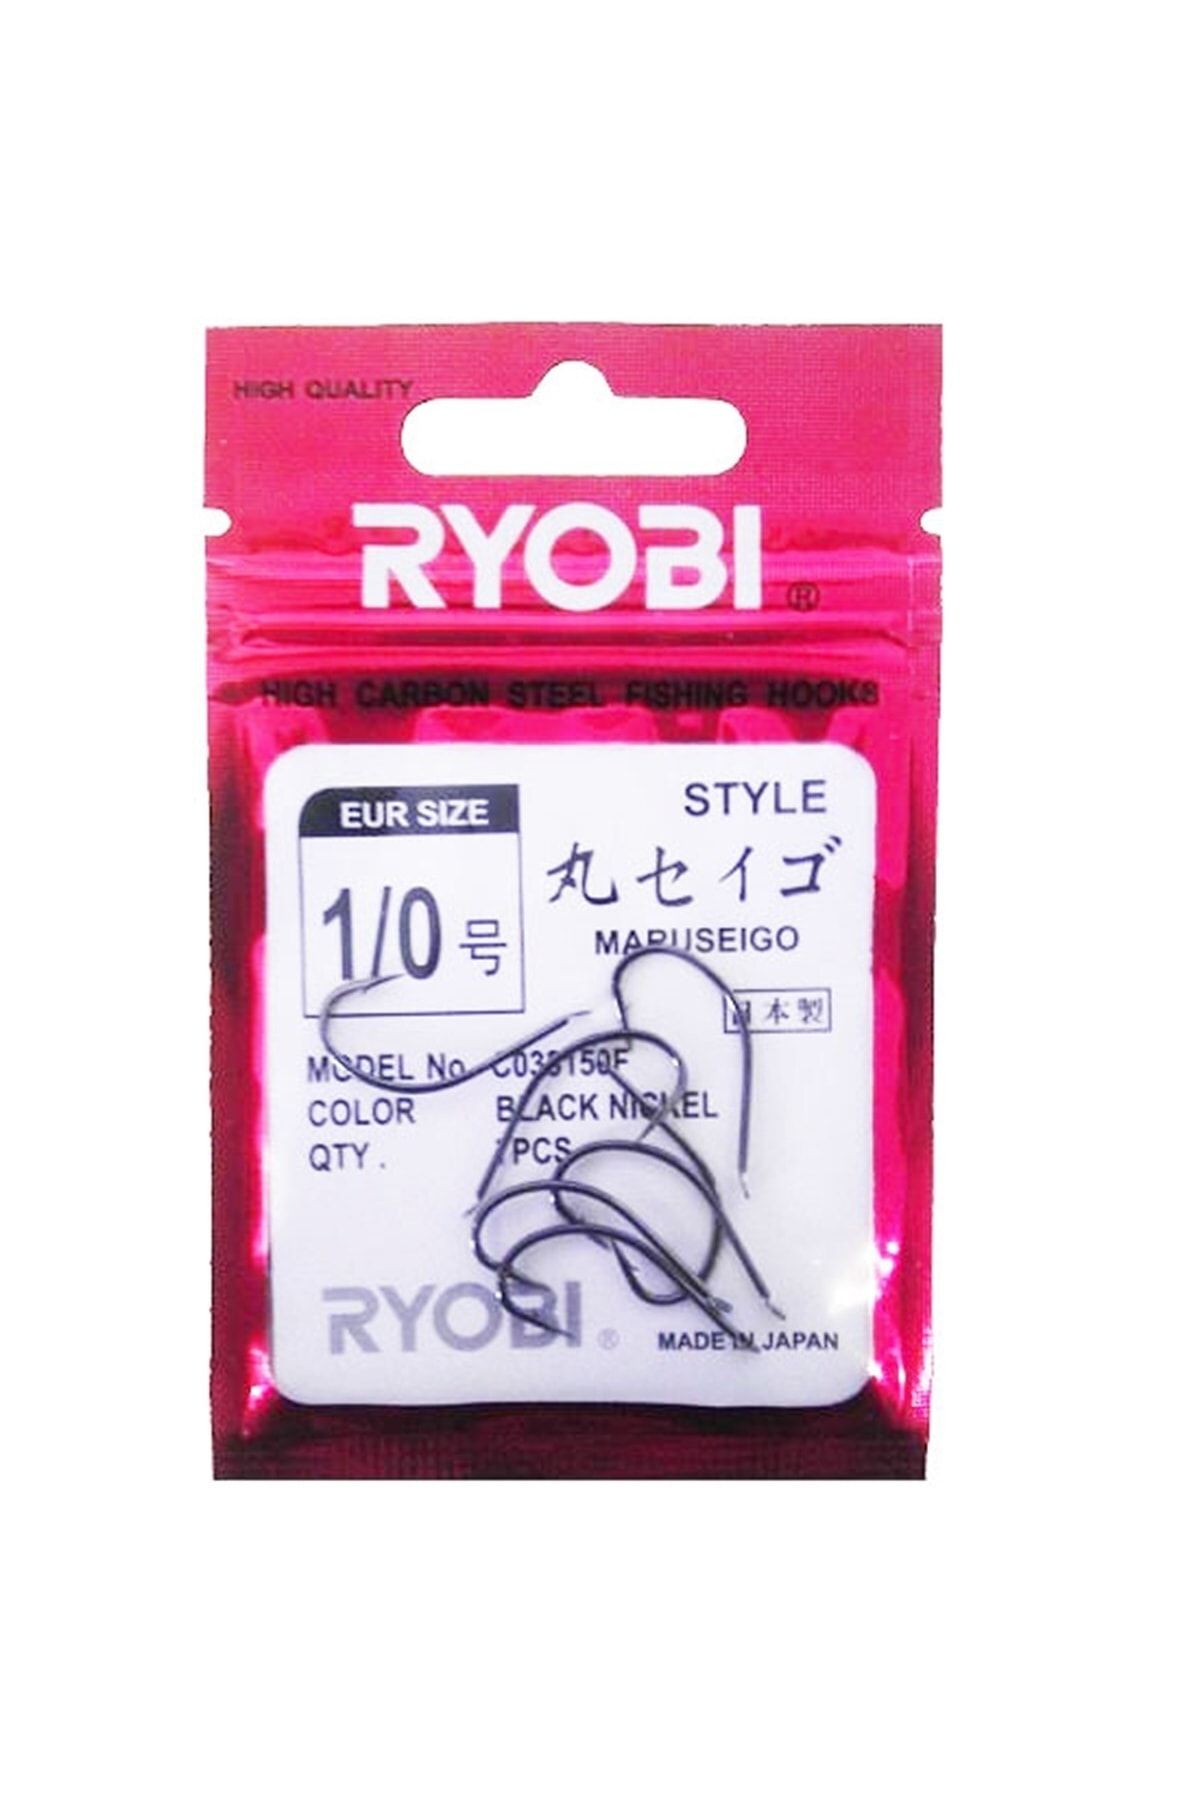 HIGH QUALITY
RYOBI ®
HIGH CARBON STEEL FISHING HOOKS
EUR SIZE
1/0 号
STYLE
丸セイゴ
MARUSEIGO
日本製
MODEL No.
COLOR BLACK NICKEL
QTY. PCS
RYOBI ®
MADE IN JAPAN